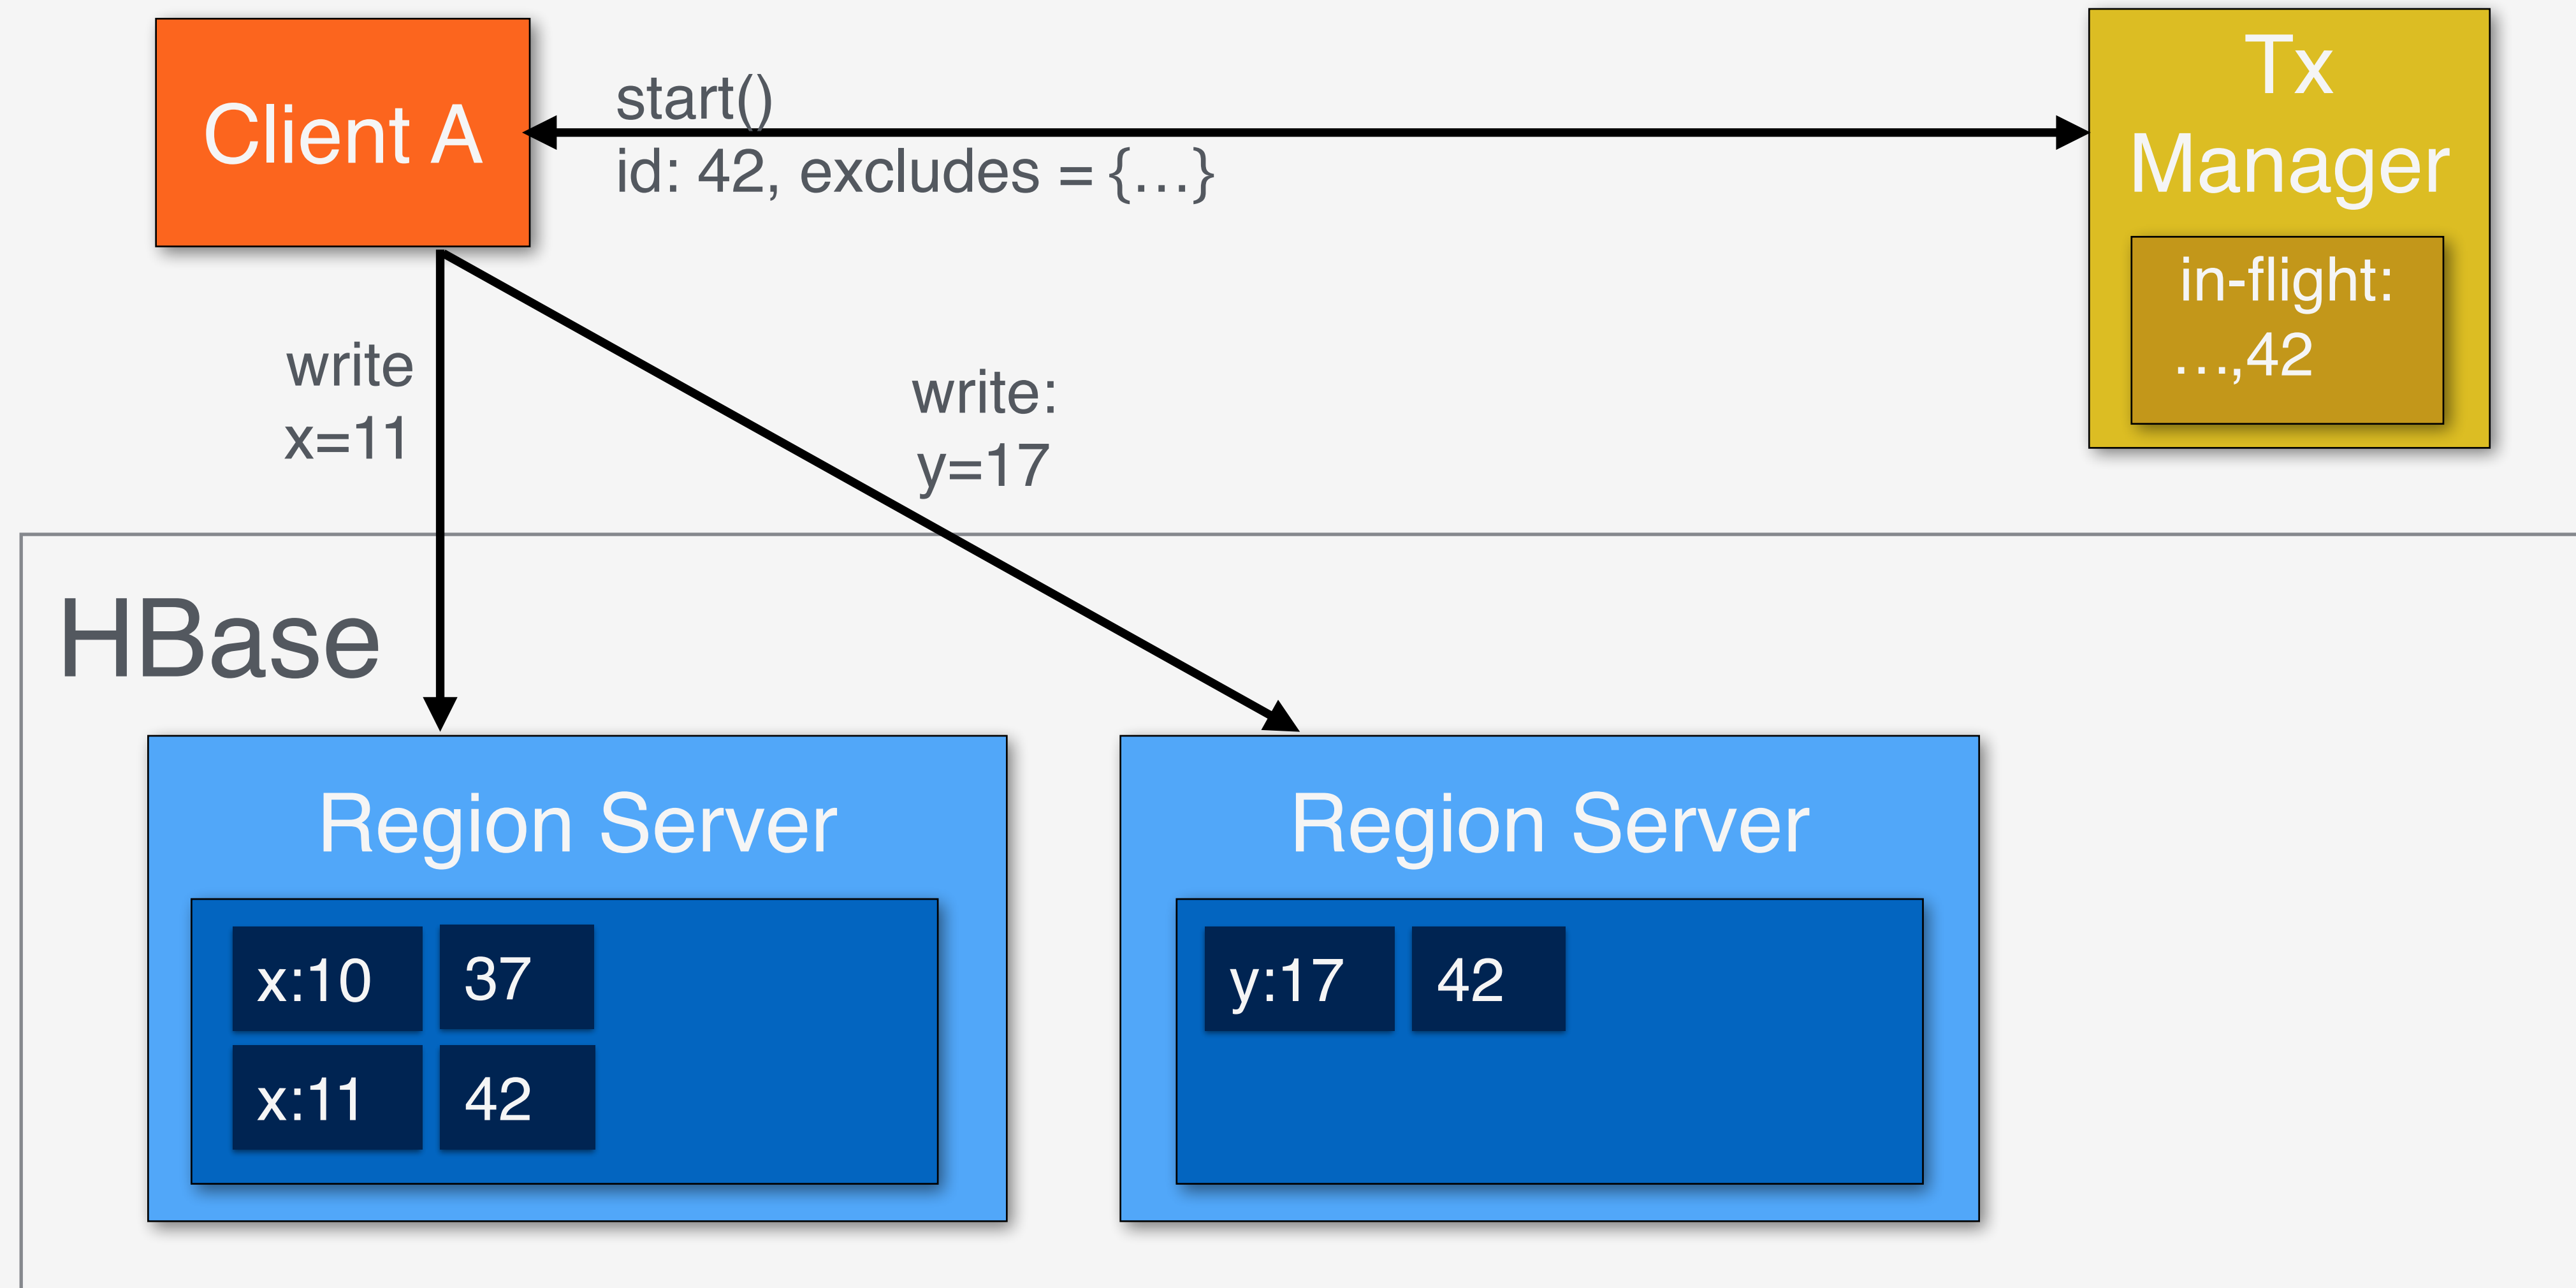 Client A
start()
id: 42, excludes = {…}
Tx
Manager
in-flight:
…,42
write
x=11
write:
y=17
HBase
Region Server
x:10 37
x:11 42
Region Server
y:17 42